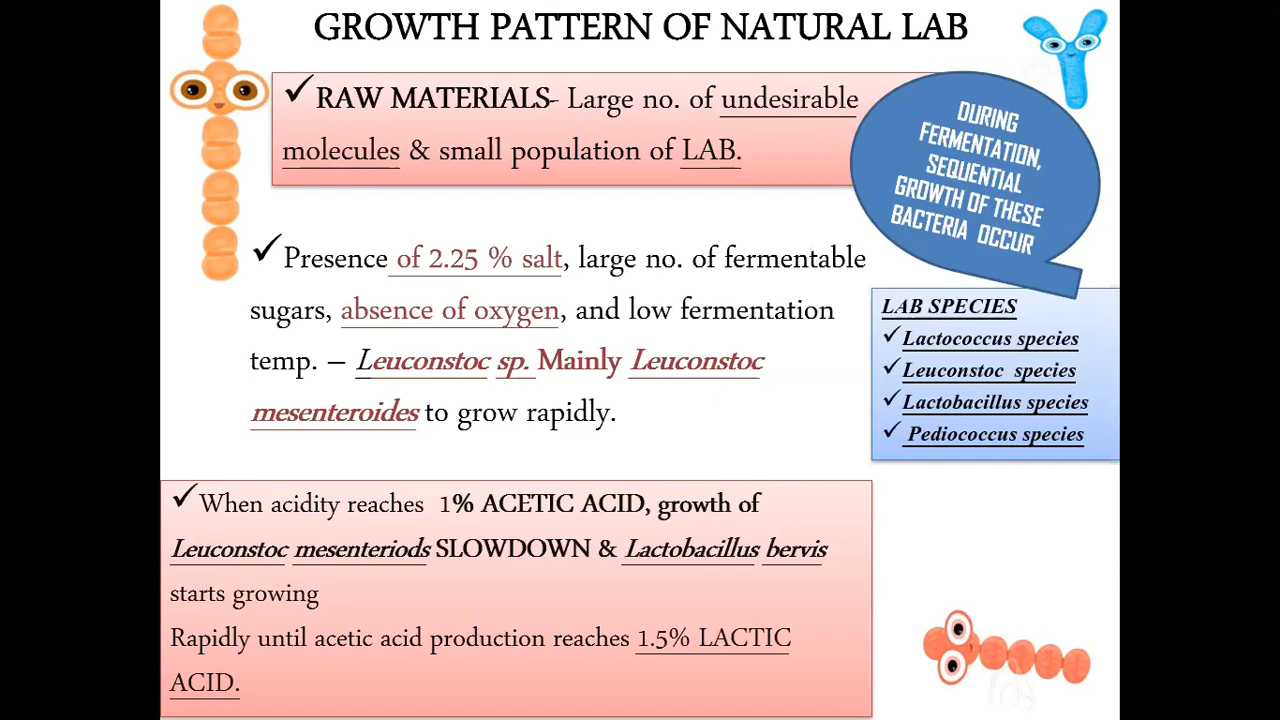 GROWTH PATTERN OF NATURAL LAB
✓RAW MATERIALS- Large no. of undesirable
molecules & small population of LAB.
DURING
FERMENTATION,
SEQUENTIAL
GROWTH OF THESE
BACTERIA OCCUR
✓Presence of 2.25 % salt, large no. of fermentable
sugars, absence of oxygen, and low fermentation
temp. – Leuconstoc sp. Mainly Leuconstoc
mesenteroides to grow rapidly.
LAB SPECIES
✓Lactococcus species
✓Leuconstoc species
✓Lactobacillus species
✓ Pediococcus species
✓When acidity reaches 1% ACETIC ACID, growth of
Leuconstoc mesenteriods SLOWDOWN & Lactobacillus bervis
starts growing
Rapidly until acetic acid production reaches 1.5% LACTIC
ACID.